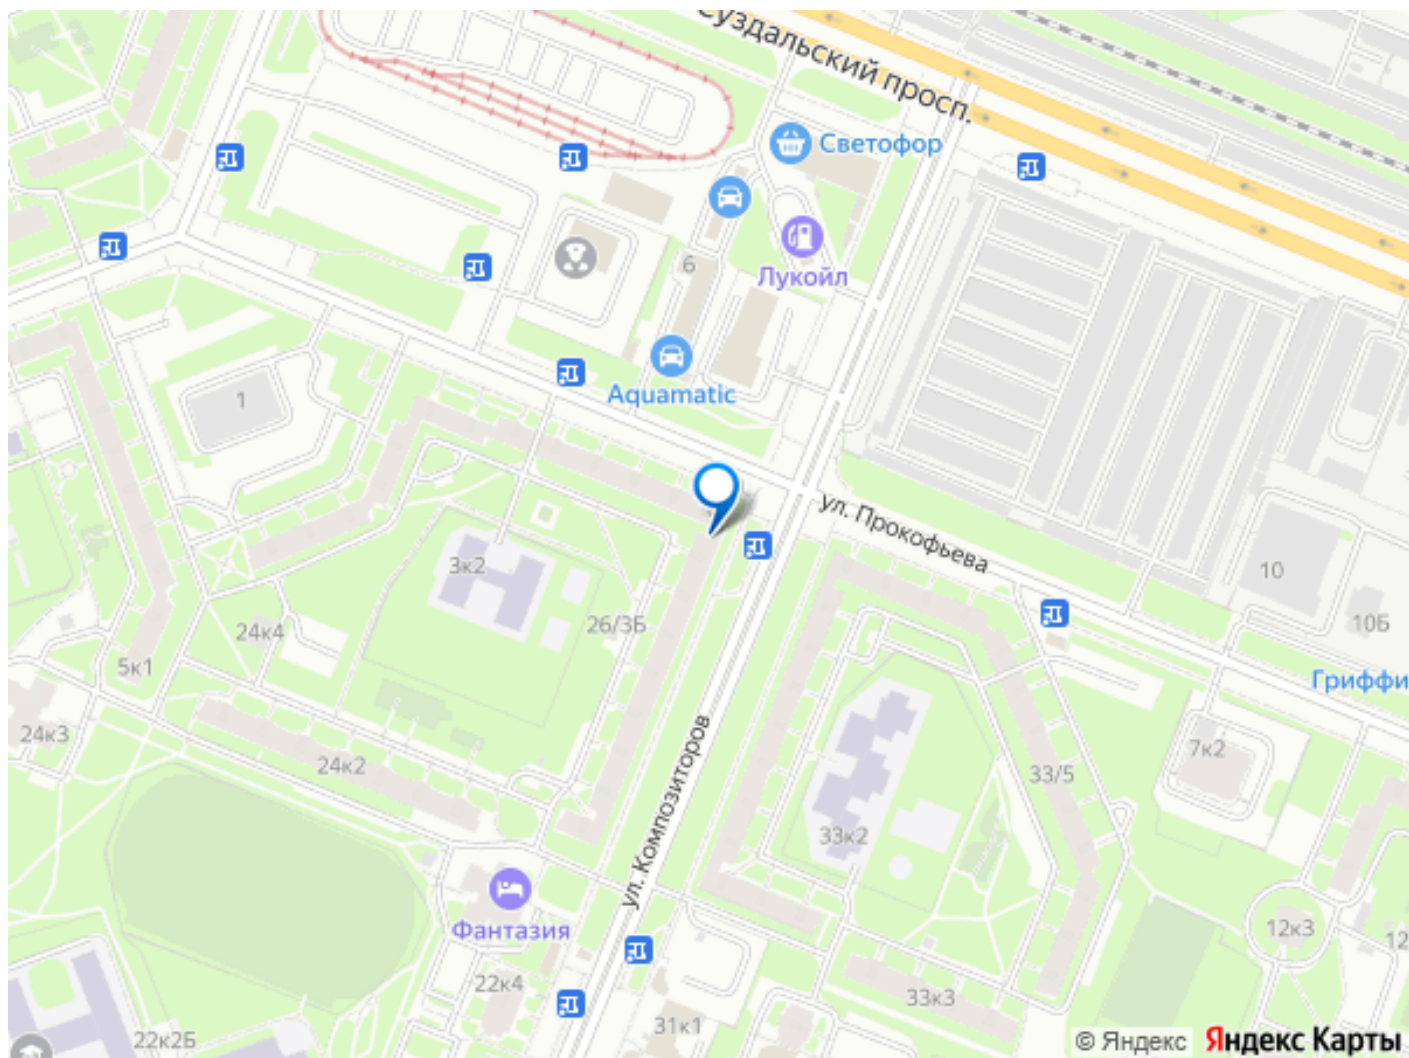 Суздальский просп.
Светофор
Лукойл
6
Aquamatic
1
ул. Прокофьева
3к2
10
26/3Б
10Б
24к4
5к1
Гриффи
24к3
24к2
7к2
33/5
ул. Композиторов
33к2
Фантазия
12к3
12
22к4
33к3
31к1
22к2Б
© Яндекс Яндекс Карты